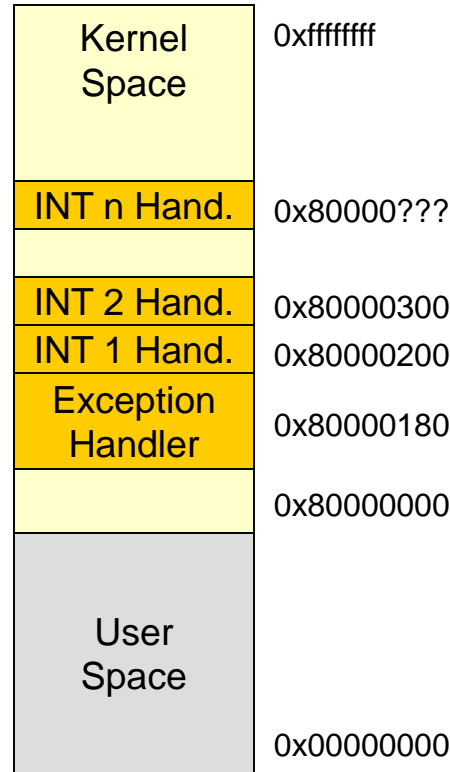 Kernel
Space
0xffffffff
INT n Hand.
0x80000???
INT 2 Hand.
0x80000300
INT 1 Hand.
0x80000200
Exception
Handler
0x80000180
0x80000000
User
Space
0x00000000